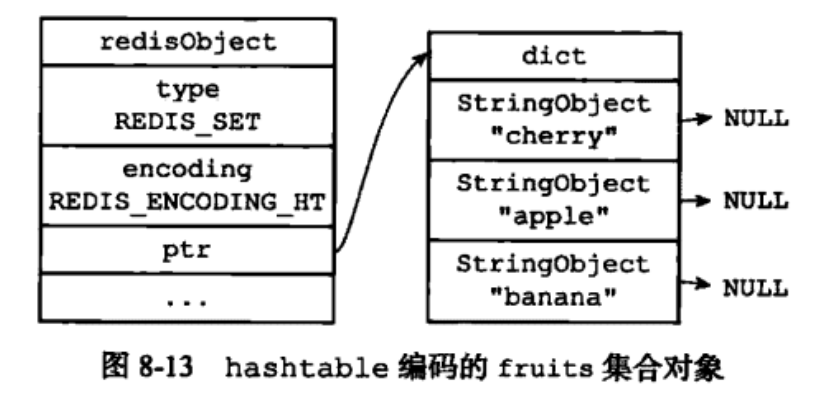 redisObject
type
REDIS_SET
encoding
REDIS_ENCODING_HT
ptr
...
dict
StringObject
"cherry"
NULL
StringObject
"apple"
NULL
StringObject
"banana"
NULL
图 8-13 hashtable 编码的 fruits 集合对象